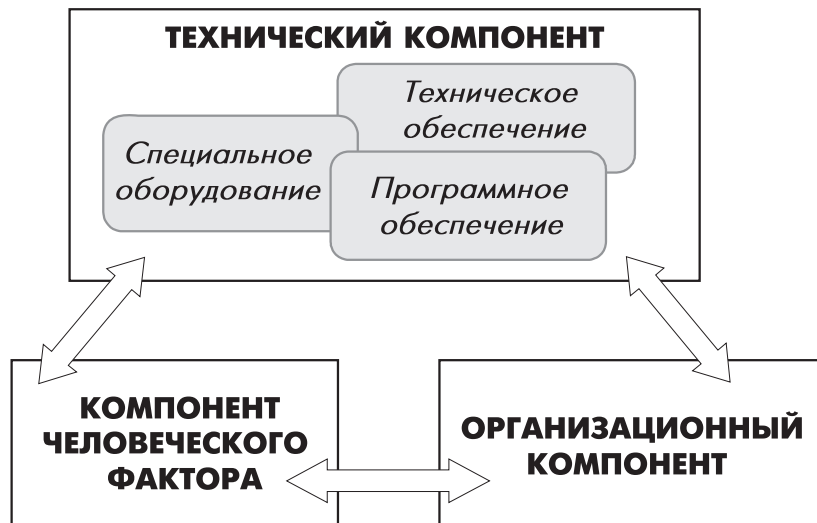 ТЕХНИЧЕСКИЙ КОМПОНЕНТ
Техническое
обеспечение
Специальное
оборудование
Программное
обеспечение
КОМПОНЕНТ
ЧЕЛОВЕЧЕСКОГО
ФАКТОРА
ОРГАНИЗАЦИОННЫЙ
КОМПОНЕНТ